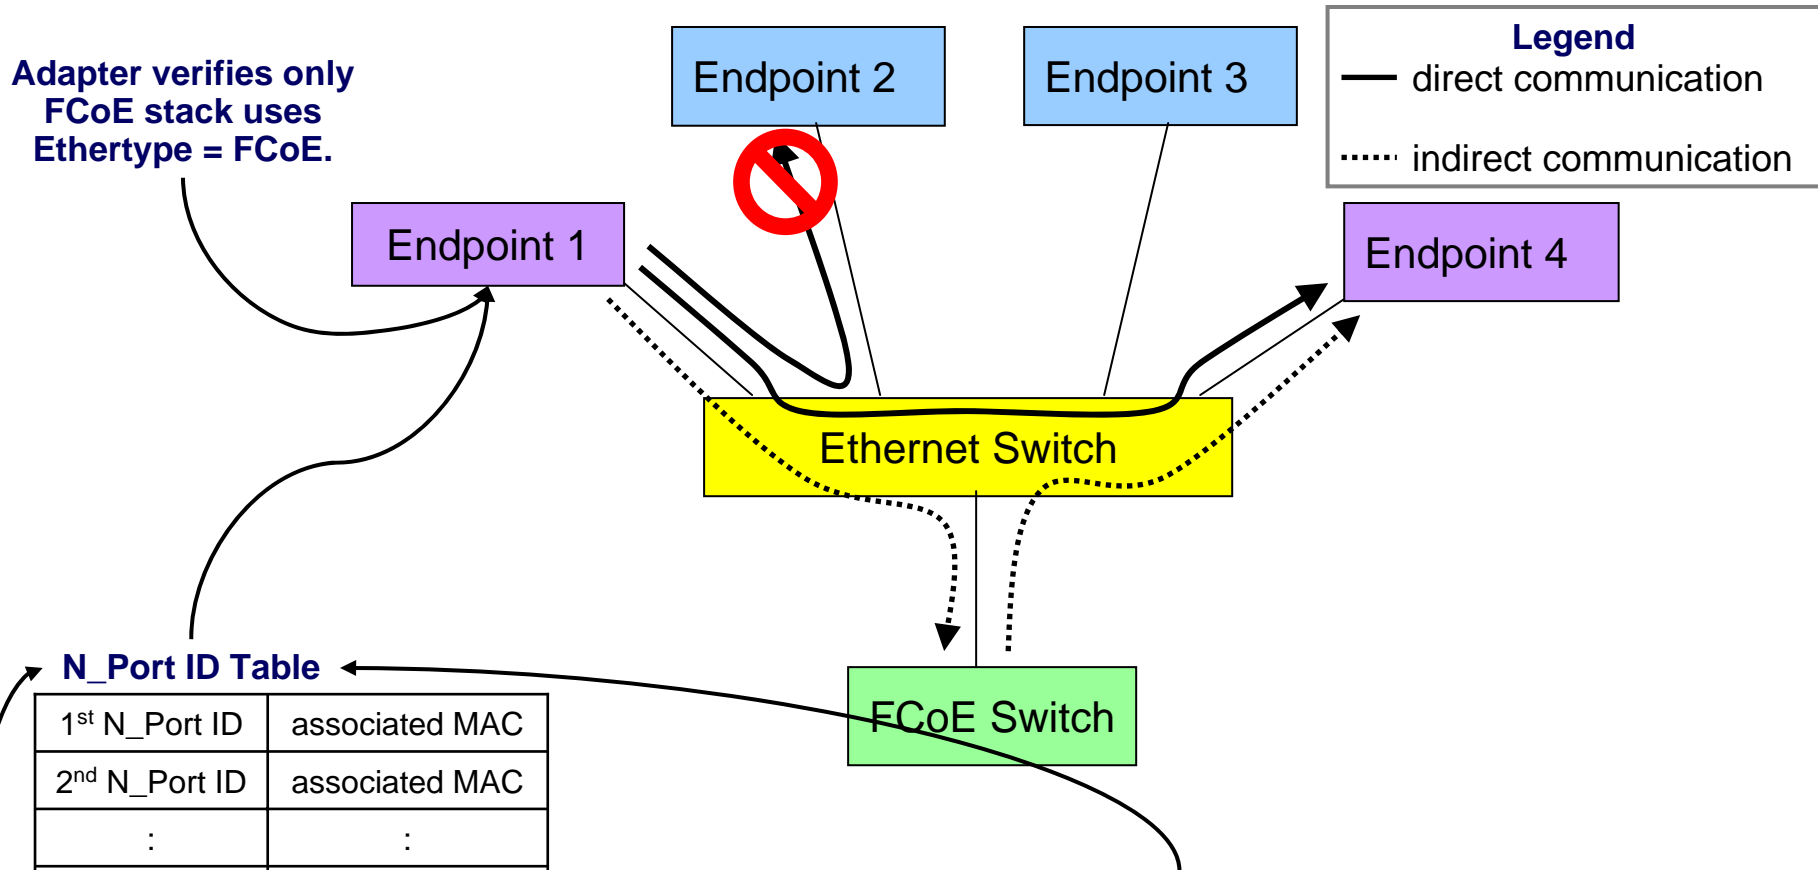 Adapter verifies only
FCoE stack uses
Ethertype = FCoE.
Endpoint 2
Endpoint 3
Legend
direct communication
indirect communication
Endpoint 1
Endpoint 4
Ethernet Switch
FCoE Switch
N_Port ID Table
1st N_Port ID associated MAC
2nd N_Port ID associated MAC
: :